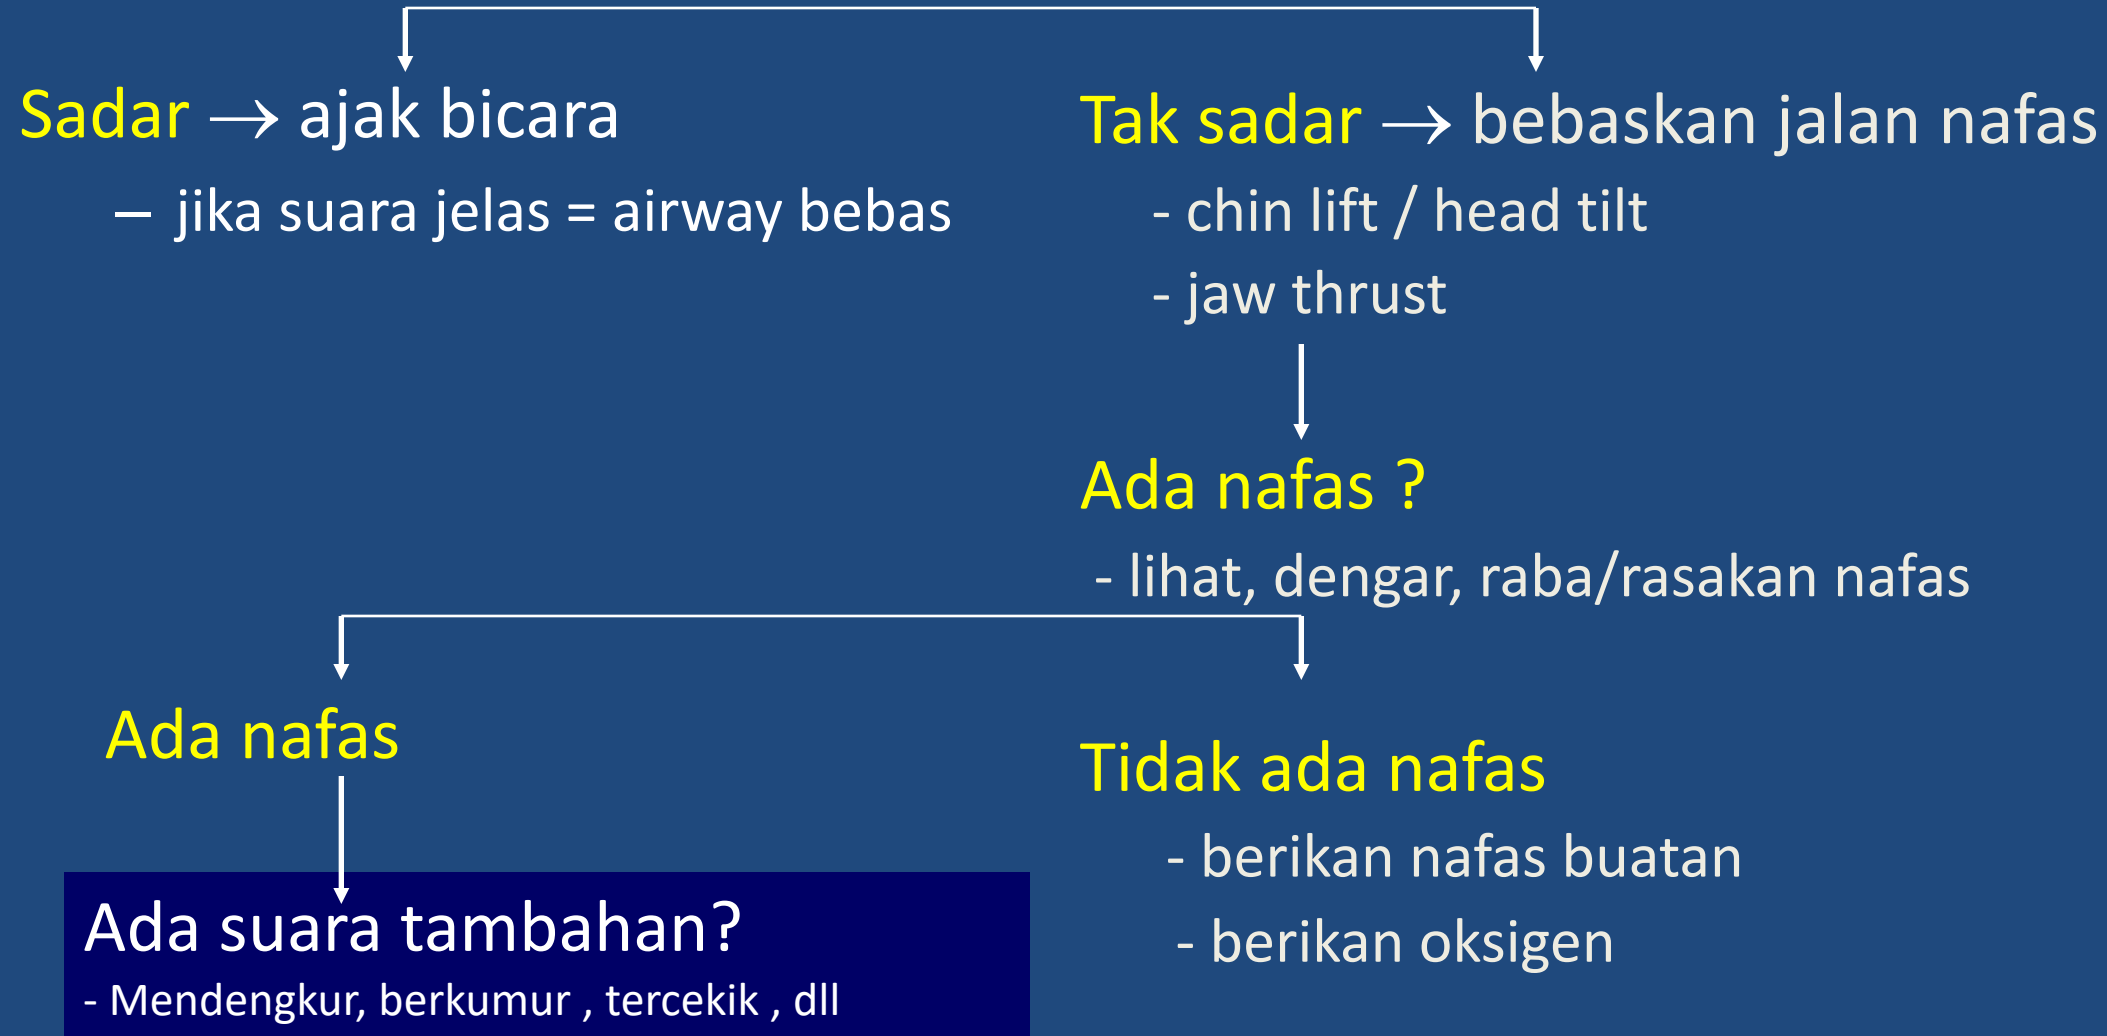 Sadar → ajak bicara
– jika suara jelas = airway bebas
Tak sadar → bebaskan jalan nafas
- chin lift / head tilt
- jaw thrust
Ada nafas ?
- lihat, dengar, raba/rasakan nafas
Ada nafas
Ada suara tambahan?
- Mendengkur, berkumur , tercekik , dll
Tidak ada nafas
- berikan nafas buatan
- berikan oksigen